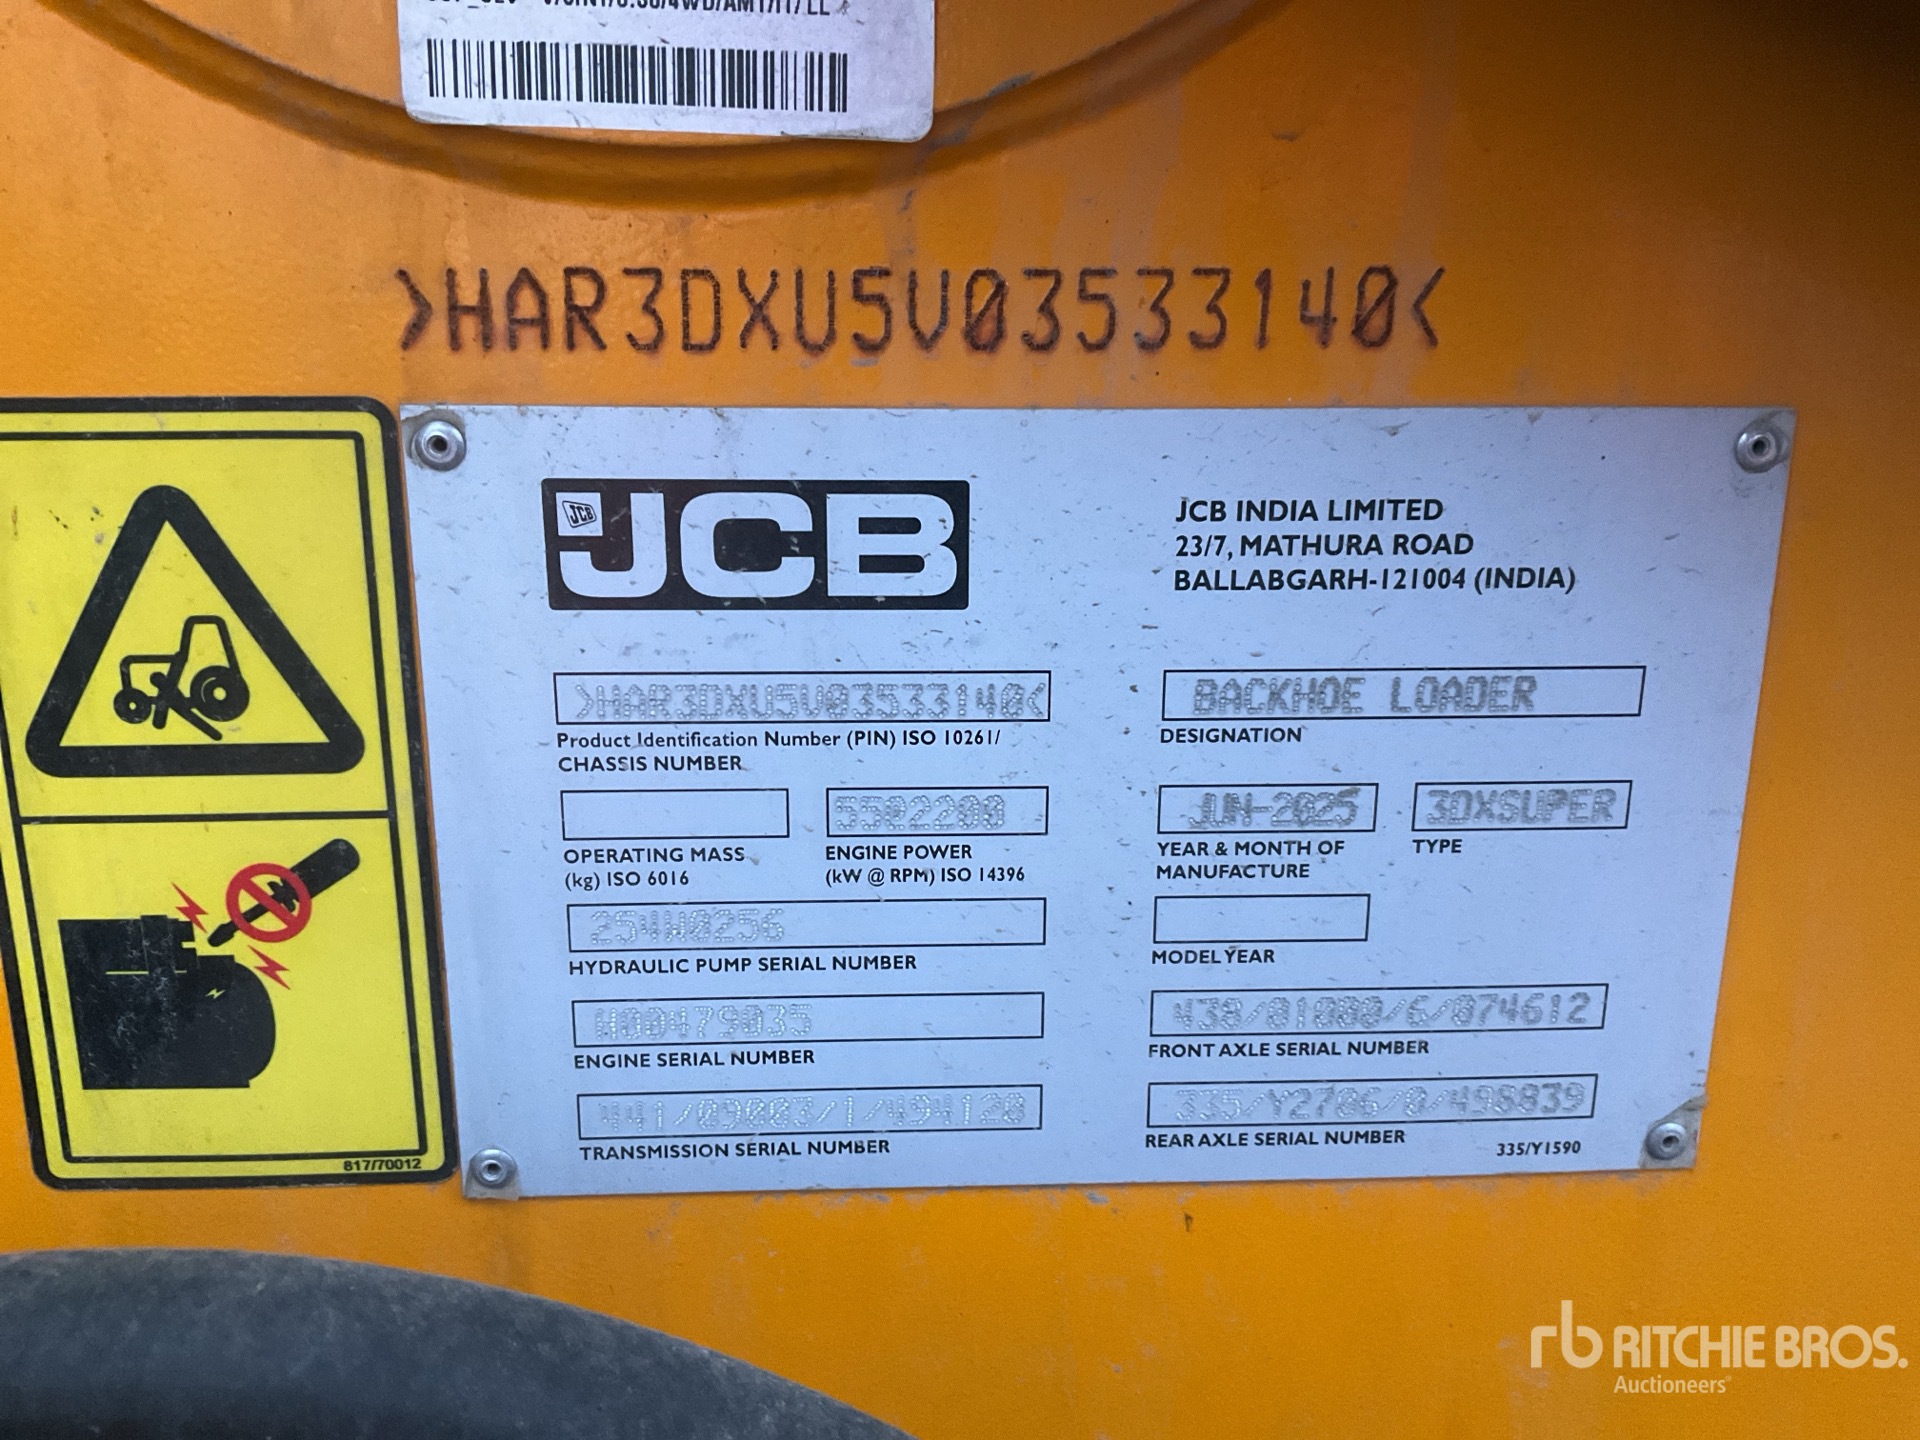 >HAR3DXU5V03533140<
JCB
JCB
JCB INDIA LIMITED
23/7, MATHURA ROAD
BALLABGARH-121004 (INDIA)
>HAR3DXU5V03533140<
Product Identification Number (PIN) ISO 10261/
CHASSIS NUMBER
BACKHOE LOADER
DESIGNATION
OPERATING MASS
(kg) ISO 6016
55@2200
ENGINE POWER
(kW @ RPM) ISO 14396
JUN-2025
YEAR & MONTH OF
MANUFACTURE
3DXSUPER
TYPE
254W0256
HYDRAULIC PUMP SERIAL NUMBER
MODEL YEAR
H00479035
ENGINE SERIAL NUMBER
438/01800/6/074612
FRONT AXLE SERIAL NUMBER
441/09003/1/494120
TRANSMISSION SERIAL NUMBER
335/Y2786/0/498839
REAR AXLE SERIAL NUMBER
335/Y1590
817/70012
rb RITCHIE BROS.
Auctioneers